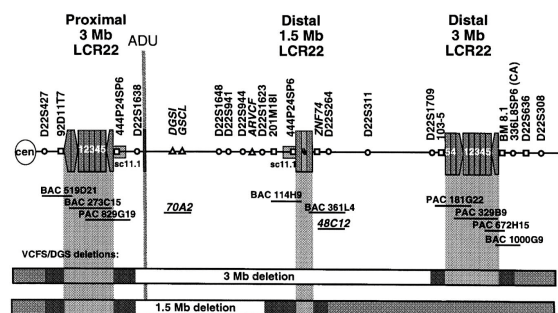 Proximal
3 Mb
LCR22
ADU
Distal
1.5 Mb
LCR22
Distal
3 Mb
LCR22
D22S427
92D11T7
444P24SP6
D22S1638
DGSI
GSCL
D22S1648
D22S941
D22S944
ARVCF
D22S1623
201M18I
444P24SP6
ZNF74
D22S264
D22S311
D22S1709
103-5
BM 8.1
336L8SP6 (CA)
D22S636
D22S308
cen
12345
sc11.1
sc11.1
54
12345
BAC 519D21
BAC 273C15
PAC 829G19
70A2
BAC 114H9
BAC 361L4
48C12
PAC 181G22
PAC 329B9
PAC 672H15
BAC 1000G9
VCFS/DGS deletions:
3 Mb deletion
1.5 Mb deletion